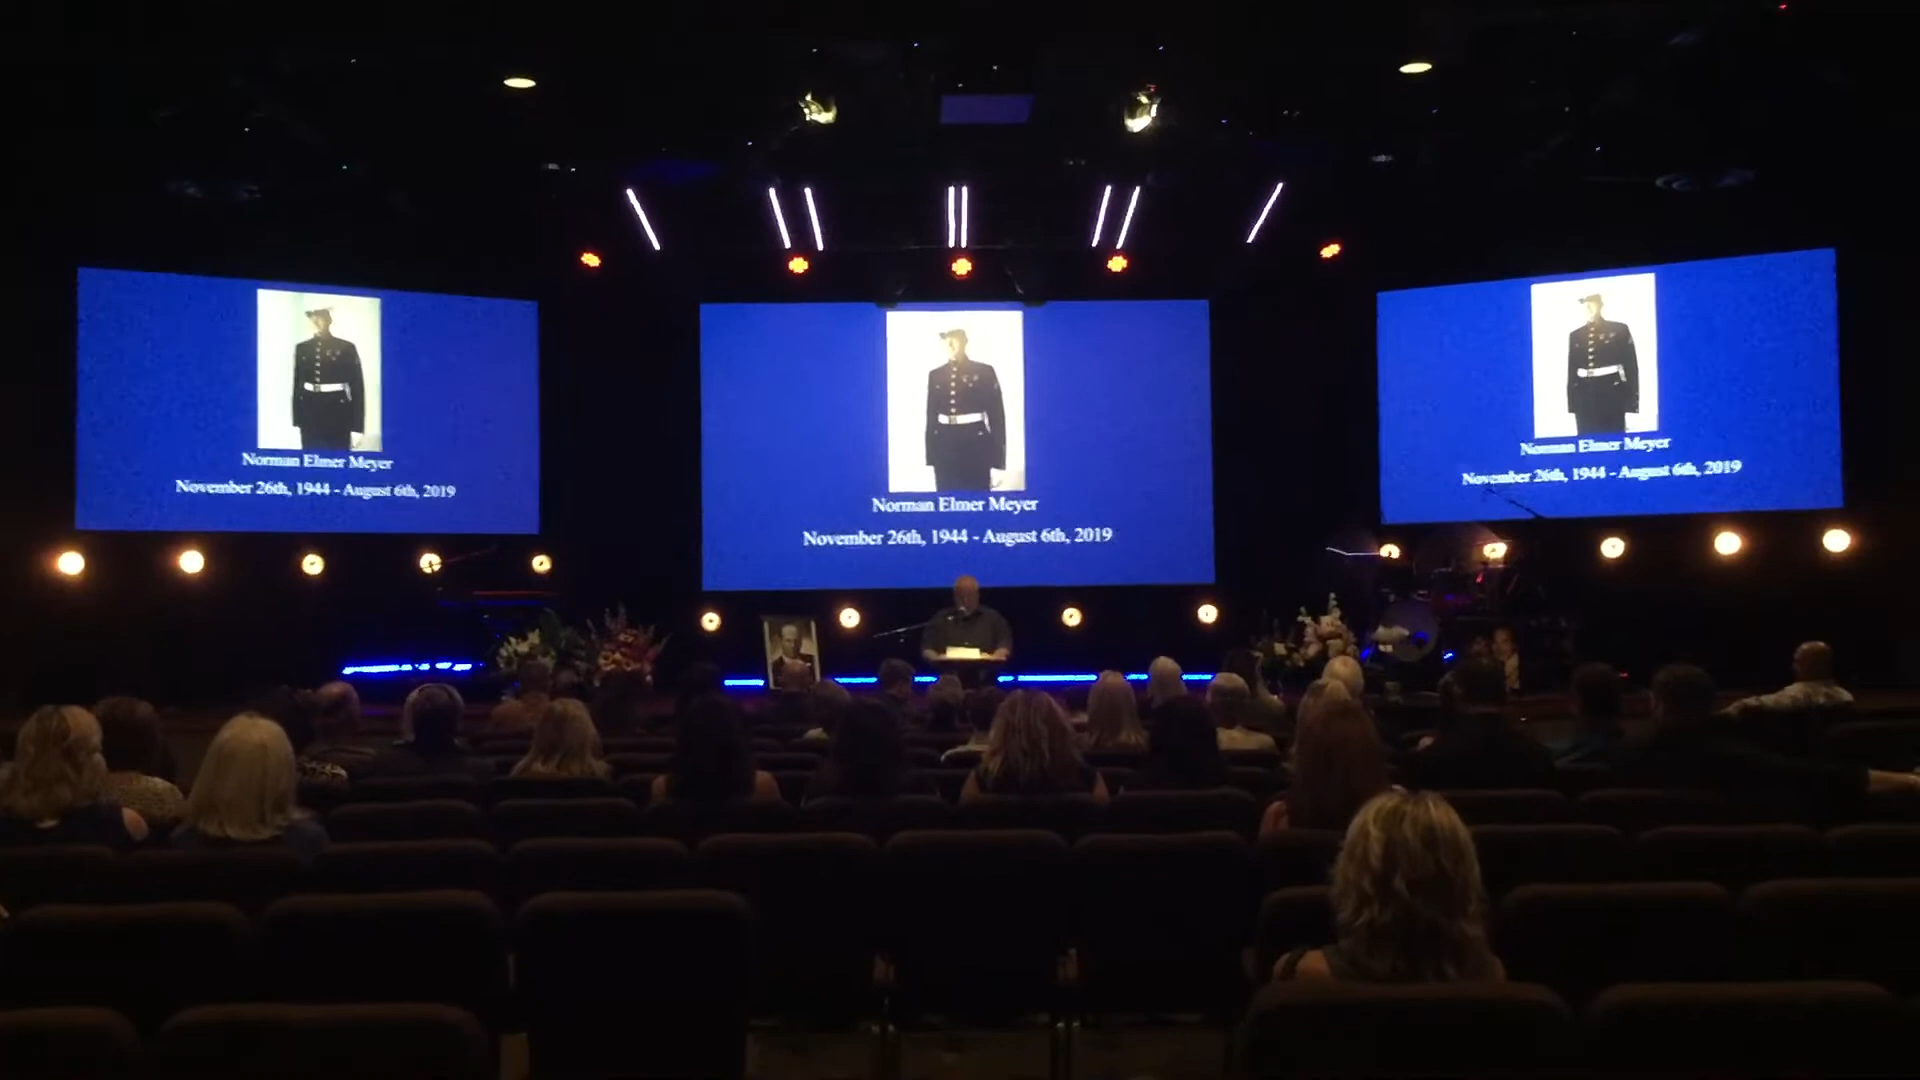 Norman Elmer Meyer
November 26th, 1944 - August 6th, 2019
Norman Elmer Meyer
November 26th, 1944 - August 6th, 2019
Norman Elmer Meyer
November 26th, 1944 - August 6th, 2019